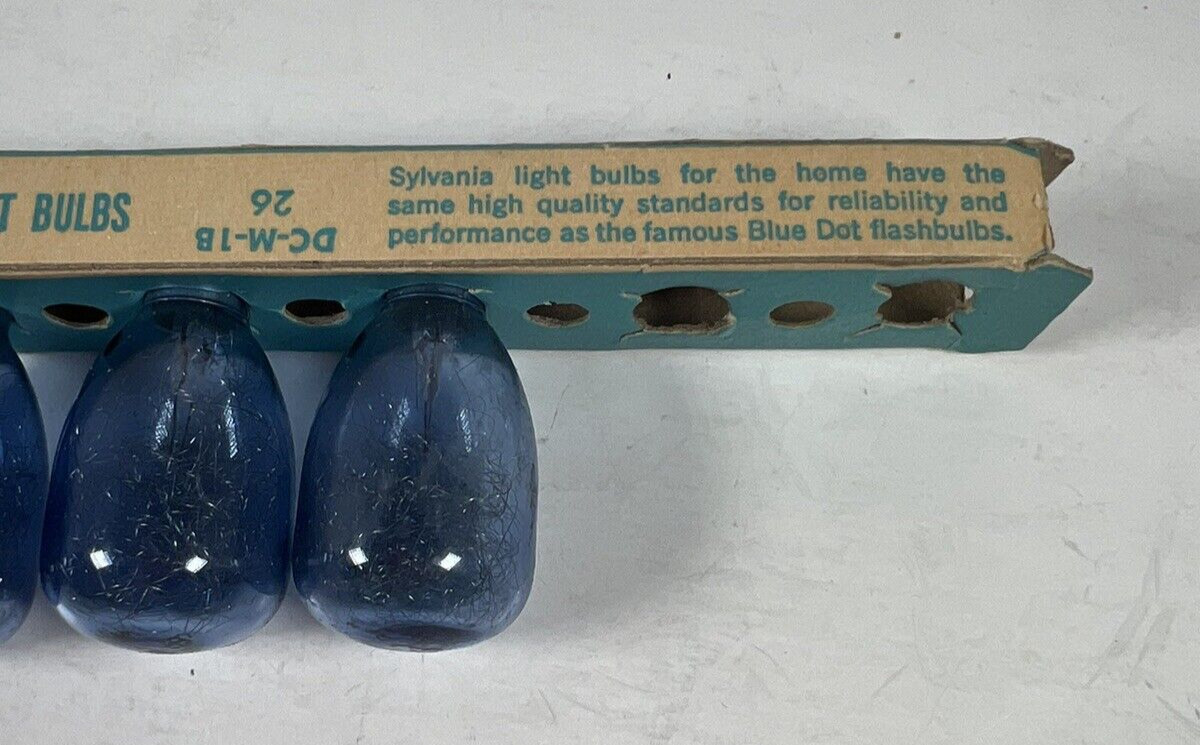 T BULBS
DC-M-1B
26
Sylvania light bulbs for the home have the
same high quality standards for reliability and
performance as the famous Blue Dot flashbulbs.